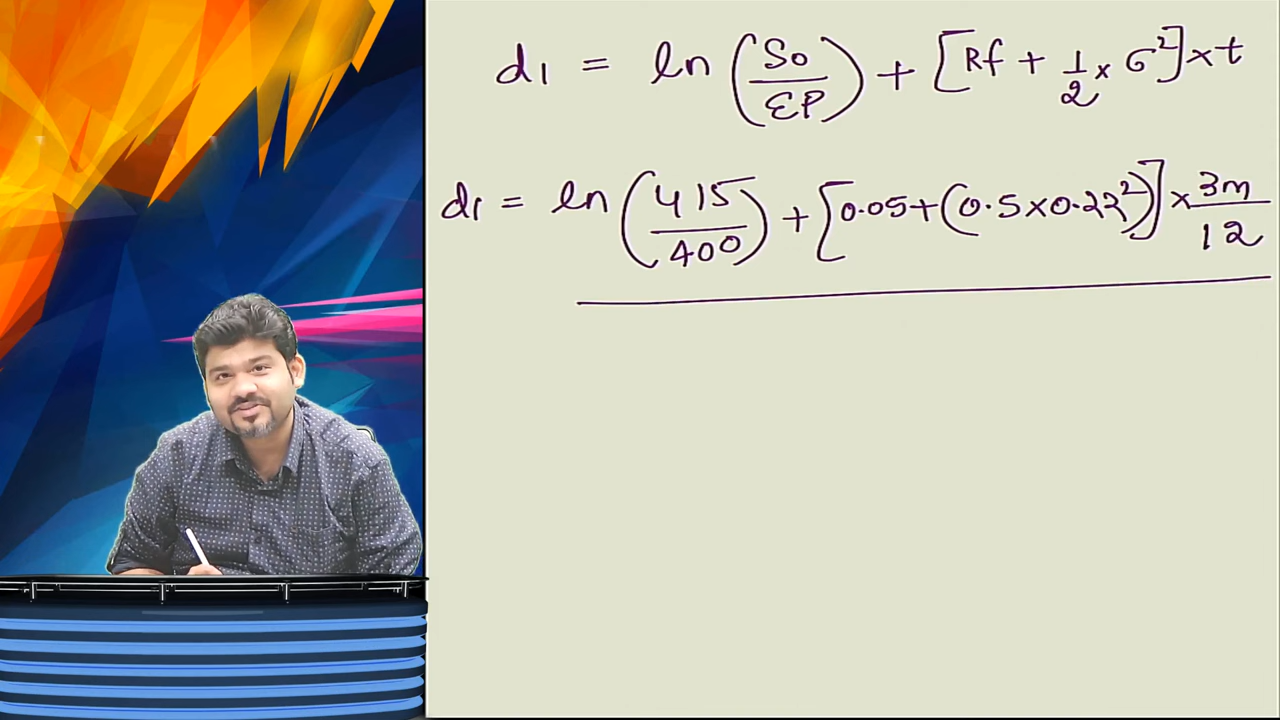 d1 = ln (So/EP) + [Rf + 1/2 × σ²] × t
d1 = ln (415/400) + [0.05 + (0.5 × 0.22²)] × 3m/12